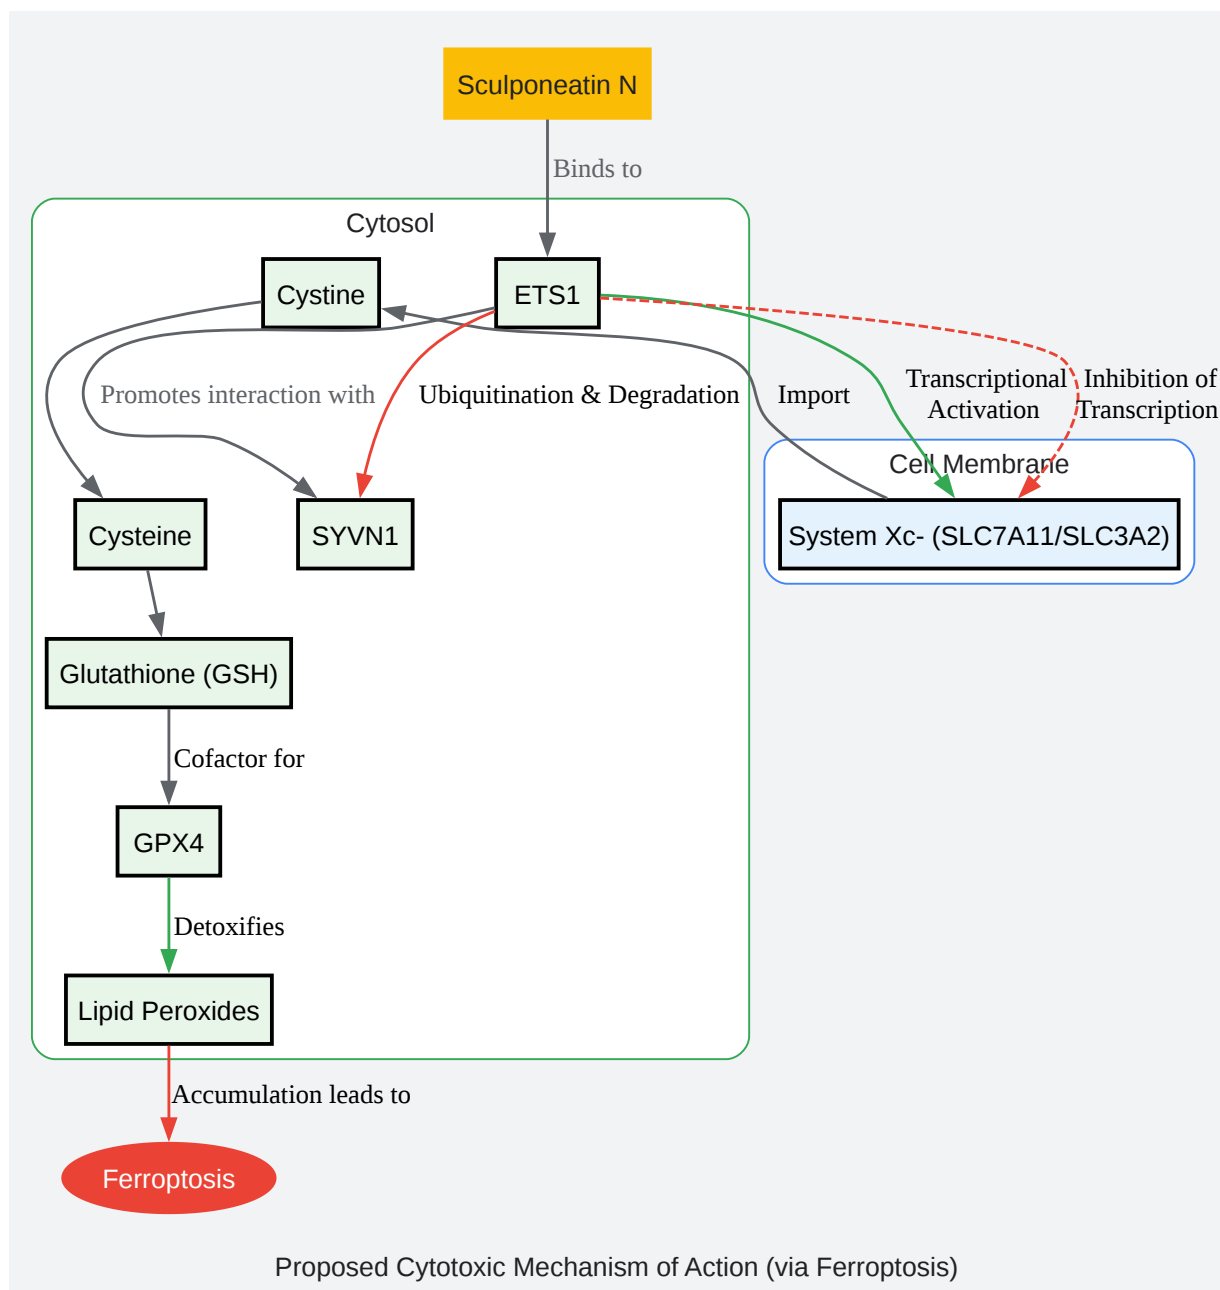 Sculponeatin N
Binds to
Cytosol
Cystine
ETS1
Promotes interaction with
Ubiquitination & Degradation
Import
Transcriptional
Activation
Inhibition of
Transcription
Cell Membrane
Cysteine
SYVN1
System Xc- (SLC7A11/SLC3A2)
Glutathione (GSH)
Cofactor for
GPX4
Detoxifies
Lipid Peroxides
Accumulation leads to
Ferroptosis
Proposed Cytotoxic Mechanism of Action (via Ferroptosis)